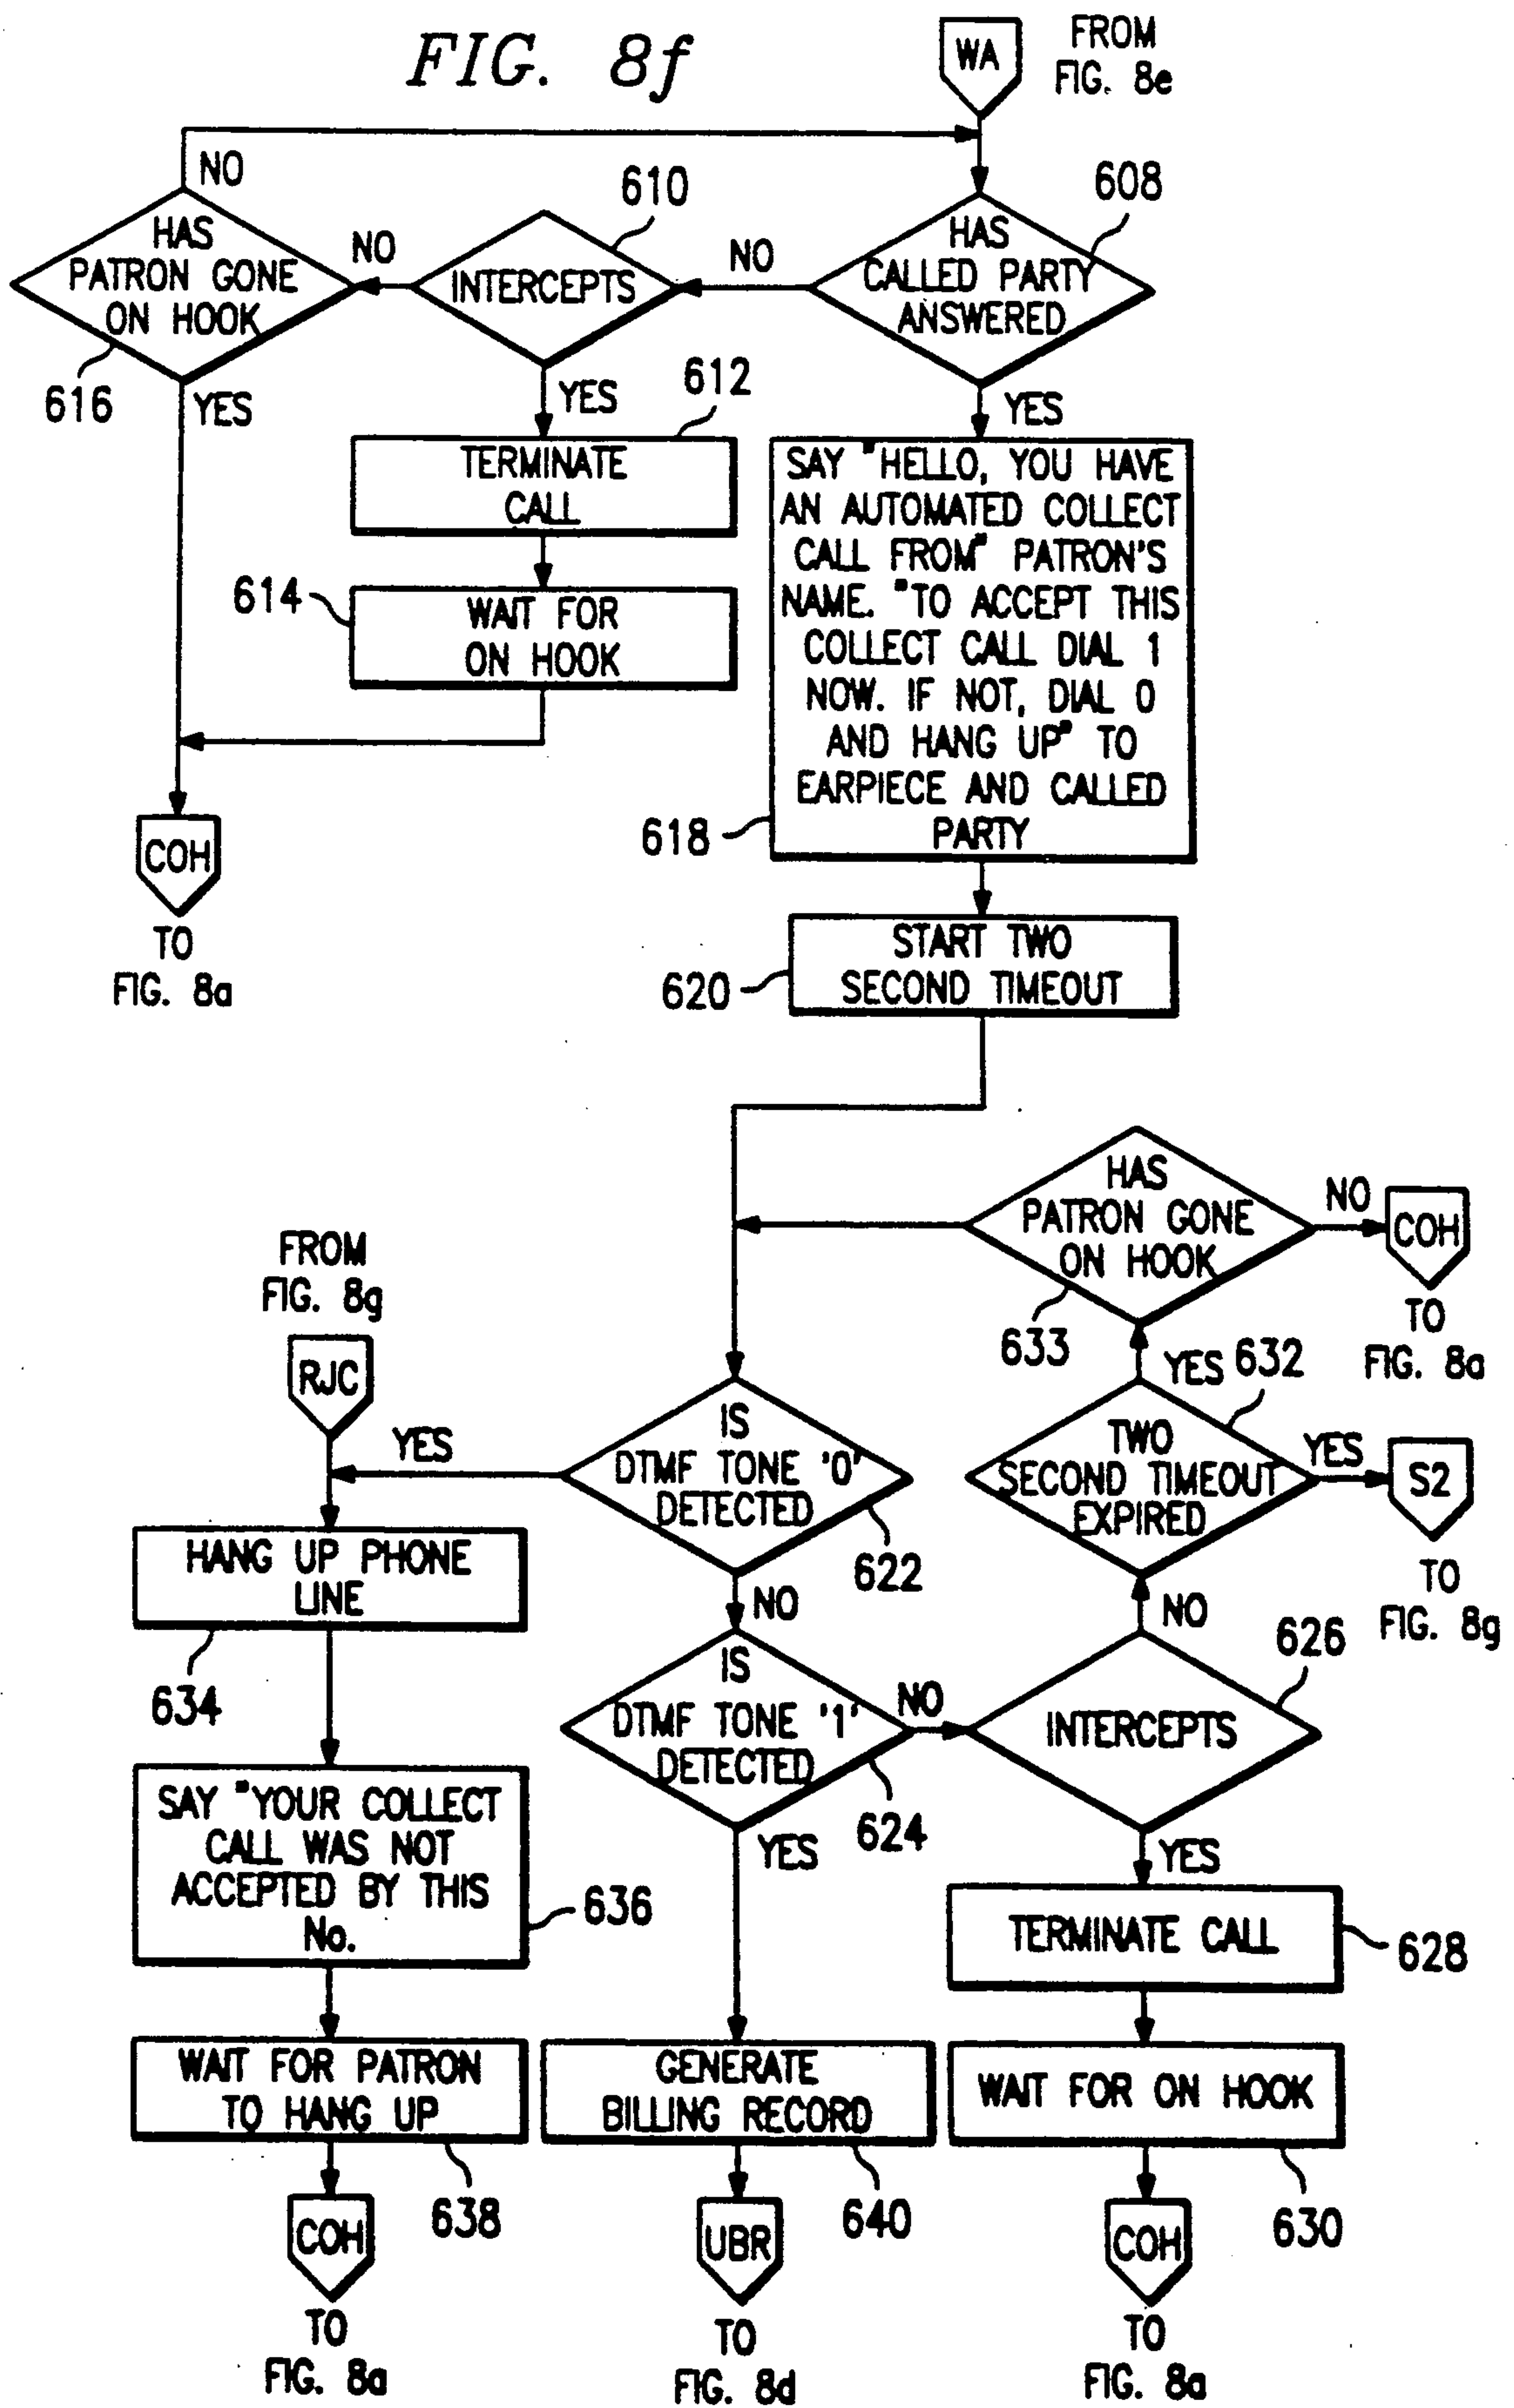 FIG. 8f
WA
FROM
FIG. 8e
NO
HAS
PATRON GONE
ON HOOK
616
YES
NO
610
INTERCEPTS
NO
608
HAS
CALLED PARTY
ANSWERED
YES
612
TERMINATE
CALL
614
WAIT FOR
ON HOOK
COH
TO
FIG. 8a
YES
SAY "HELLO, YOU HAVE
AN AUTOMATED COLLECT
CALL FROM" PATRON'S
NAME. "TO ACCEPT THIS
COLLECT CALL DIAL 1
NOW. IF NOT, DIAL 0
AND HANG UP" TO
EARPIECE AND CALLED
PARTY
618
START TWO
SECOND TIMEOUT
620
HAS
PATRON GONE
ON HOOK
633
NO
COH
TO
FIG. 8a
FROM
FIG. 8g
RJC
YES
IS
DTMF TONE '0'
DETECTED
622
NO
YES
632
TWO
SECOND TIMEOUT
EXPIRED
YES
S2
TO
FIG. 8g
NO
HANG UP PHONE
LINE
634
IS
DTMF TONE '1'
DETECTED
624
NO
626
INTERCEPTS
YES
YES
SAY "YOUR COLLECT
CALL WAS NOT
ACCEPTED BY THIS
No.
636
TERMINATE CALL
628
WAIT FOR PATRON
TO HANG UP
638
GENERATE
BILLING RECORD
640
WAIT FOR ON HOOK
630
COH
TO
FIG. 8a
UBR
TO
FIG. 8d
COH
TO
FIG. 8a